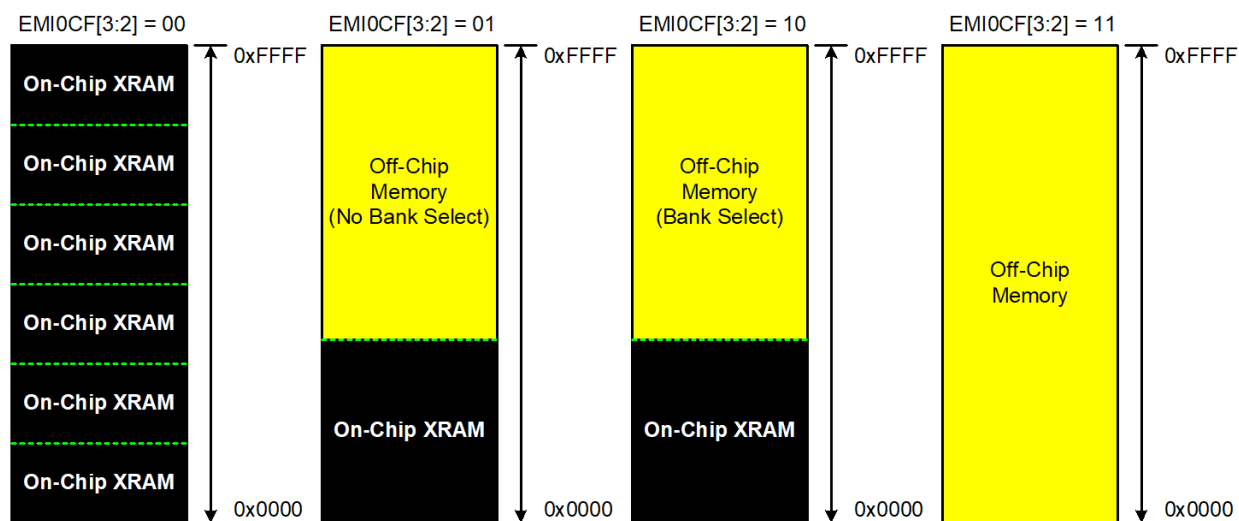 EMI0CF[3:2] = 00
EMI0CF[3:2] = 01
EMI0CF[3:2] = 10
EMI0CF[3:2] = 11
On-Chip XRAM
On-Chip XRAM
On-Chip XRAM
On-Chip XRAM
On-Chip XRAM
On-Chip XRAM
0xFFFF
0x0000
Off-Chip
Memory
(No Bank Select)
On-Chip XRAM
0xFFFF
0x0000
Off-Chip
Memory
(Bank Select)
On-Chip XRAM
0xFFFF
0x0000
Off-Chip
Memory
0xFFFF
0x0000